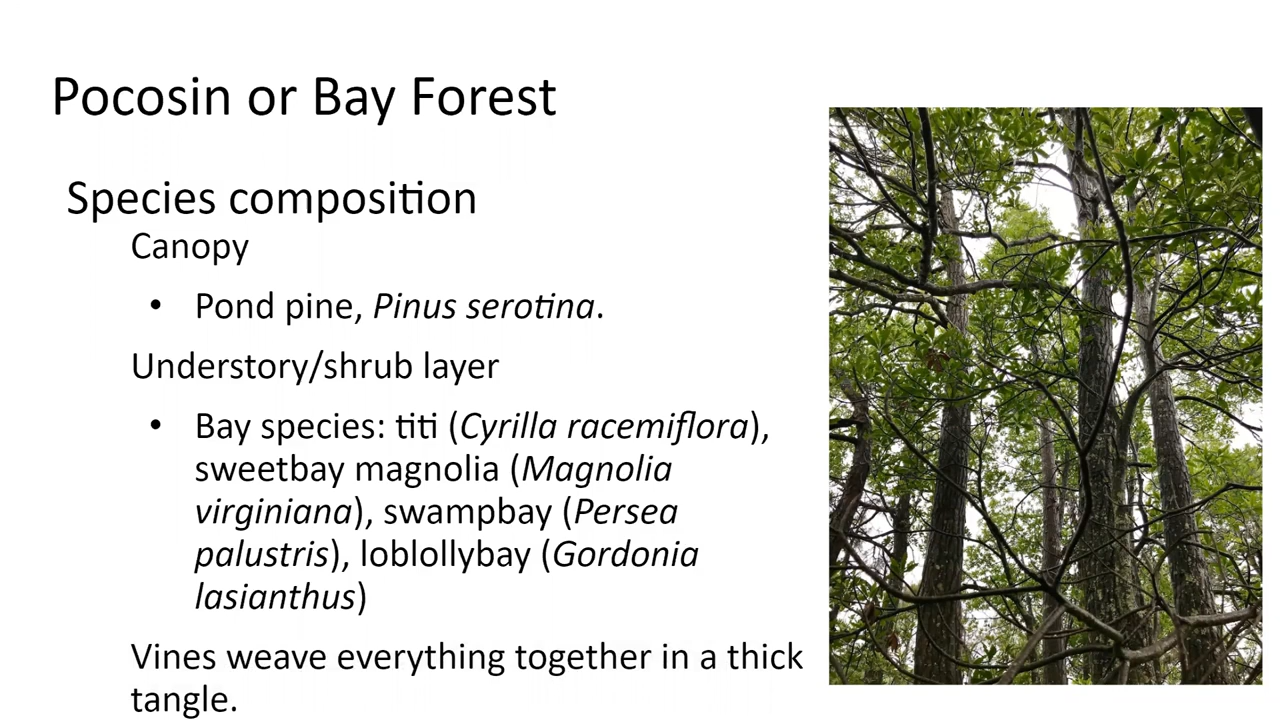 Pocosin or Bay Forest
Species composition
Canopy
• Pond pine, Pinus serotina.
Understory/shrub layer
• Bay species: titi (Cyrilla racemiflora),
sweetbay magnolia (Magnolia
virginiana), swampbay (Persea
palustris), loblollybay (Gordonia
lasianthus)
Vines weave everything together in a thick
tangle.